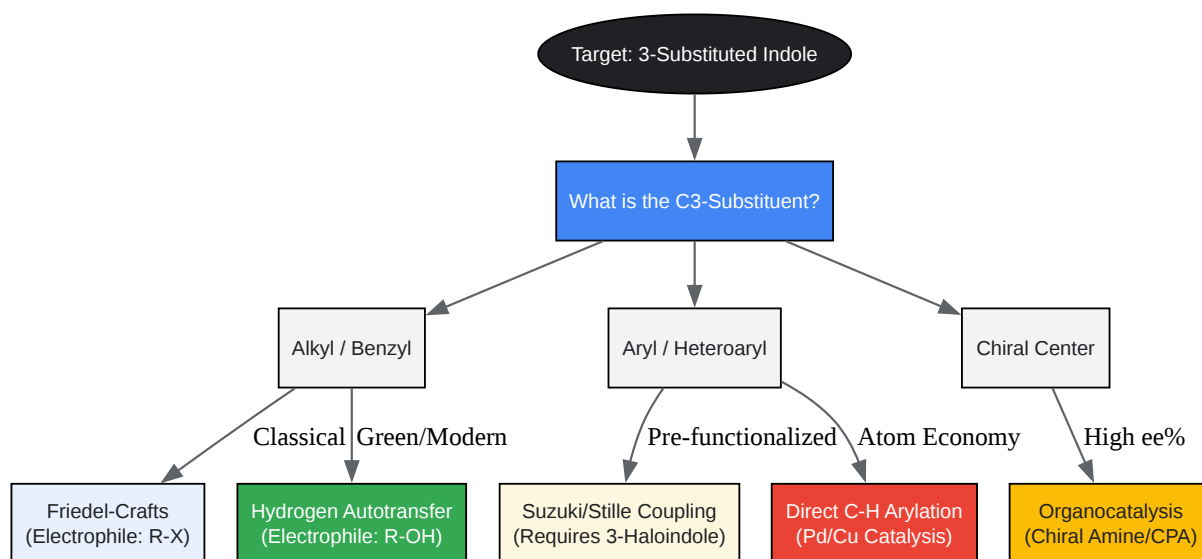 Target: 3-Substituted Indole
What is the C3-Substituent?
Alkyl / Benzyl
Aryl / Heteroaryl
Chiral Center
Classical
Green/Modern
Pre-functionalized
Atom Economy
High ee%
Friedel-Crafts
(Electrophile: R-X)
Hydrogen Autotransfer
(Electrophile: R-OH)
Suzuki/Stille Coupling
(Requires 3-Haloindole)
Direct C-H Arylation
(Pd/Cu Catalysis)
Organocatalysis
(Chiral Amine/CPA)